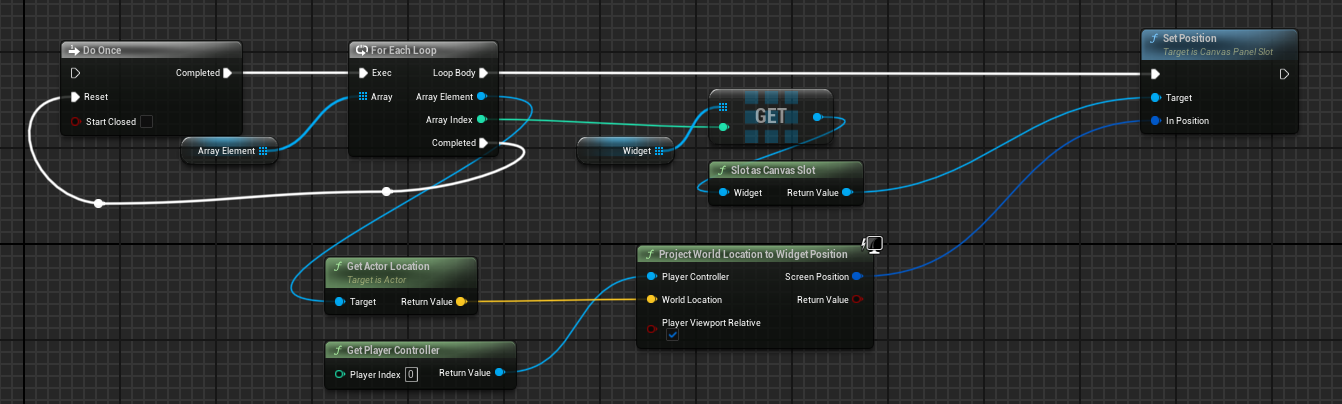 Do Once
Completed
Reset
Start Closed
Array Element
For Each Loop
Exec
Loop Body
Array
Array Element
Array Index
Completed
Widget
GET
Slot as Canvas Slot
Widget
Return Value
Set Position
Target is Canvas Panel Slot
Target
In Position
Get Actor Location
Target is Actor
Target
Return Value
Get Player Controller
Player Index
0
Return Value
Project World Location to Widget Position
Player Controller
Screen Position
World Location
Return Value
Player Viewport Relative